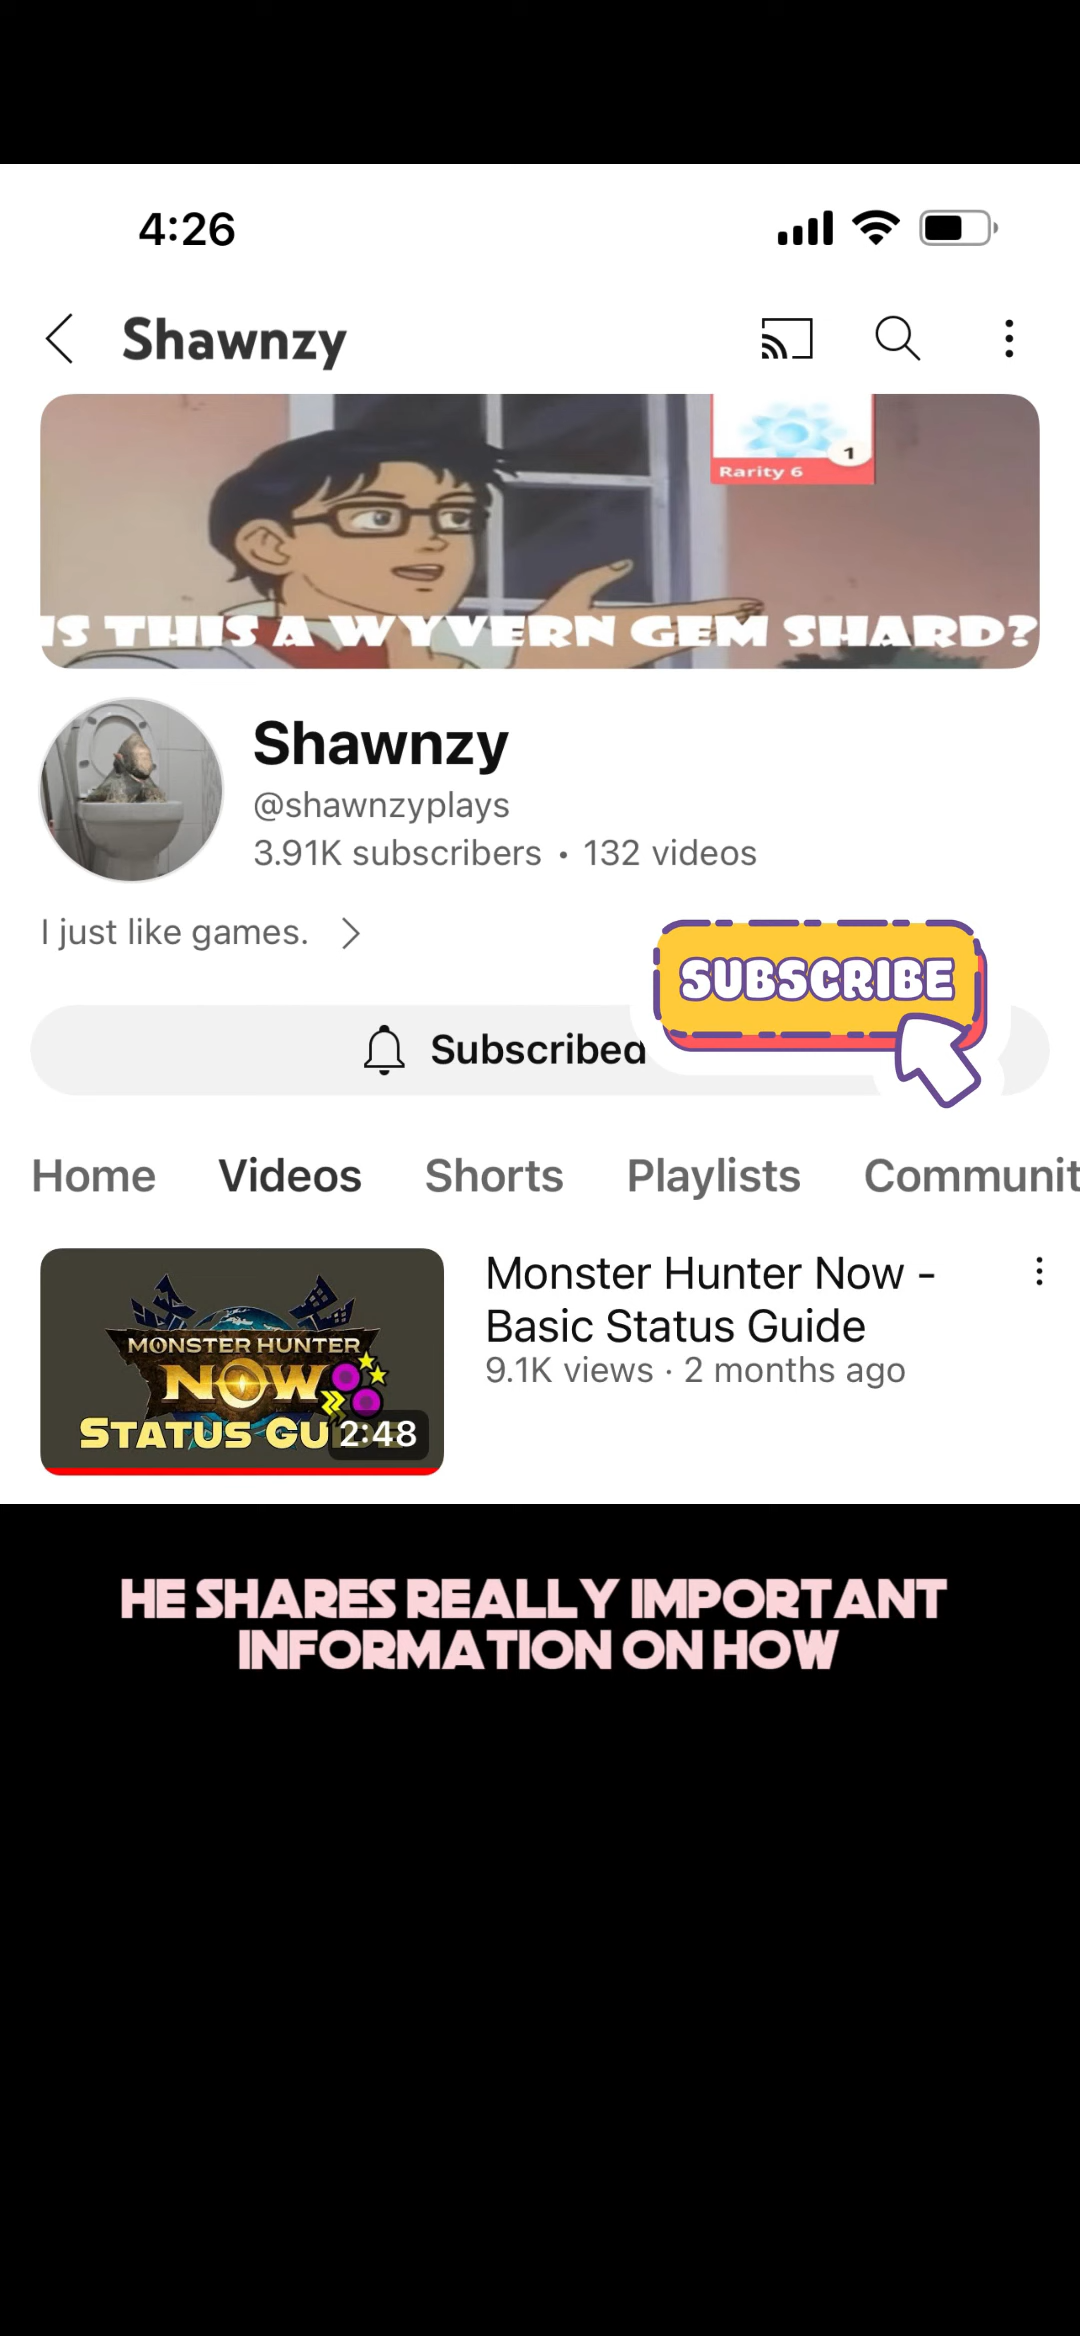 4:26
Shawnzy
1
Rarity 6
IS THIS A WYVERN GEM SHARD?
Shawnzy
@shawnzyplays
3.91K subscribers • 132 videos
I just like games.
SUBSCRIBE
Subscribed
Home Videos Shorts Playlists Communit
Monster Hunter Now -
Basic Status Guide
9.1K views · 2 months ago
MONSTER HUNTER
NOW
STATUS GU
2:48
HE SHARES REALLY IMPORTANT
INFORMATION ON HOW